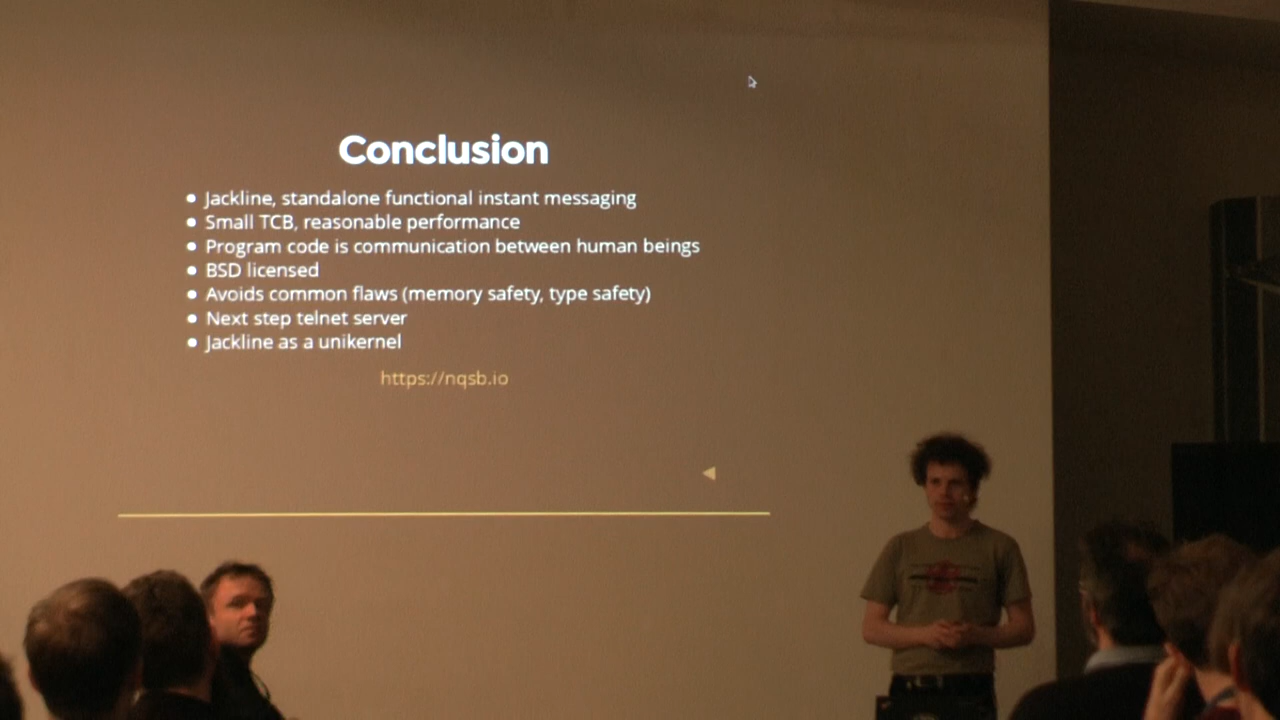 Conclusion
Jackline, standalone functional instant messaging
Small TCB, reasonable performance
Program code is communication between human beings
BSD licensed
Avoids common flaws (memory safety, type safety)
Next step telnet server
Jackline as a unikernel
https://nqsb.io